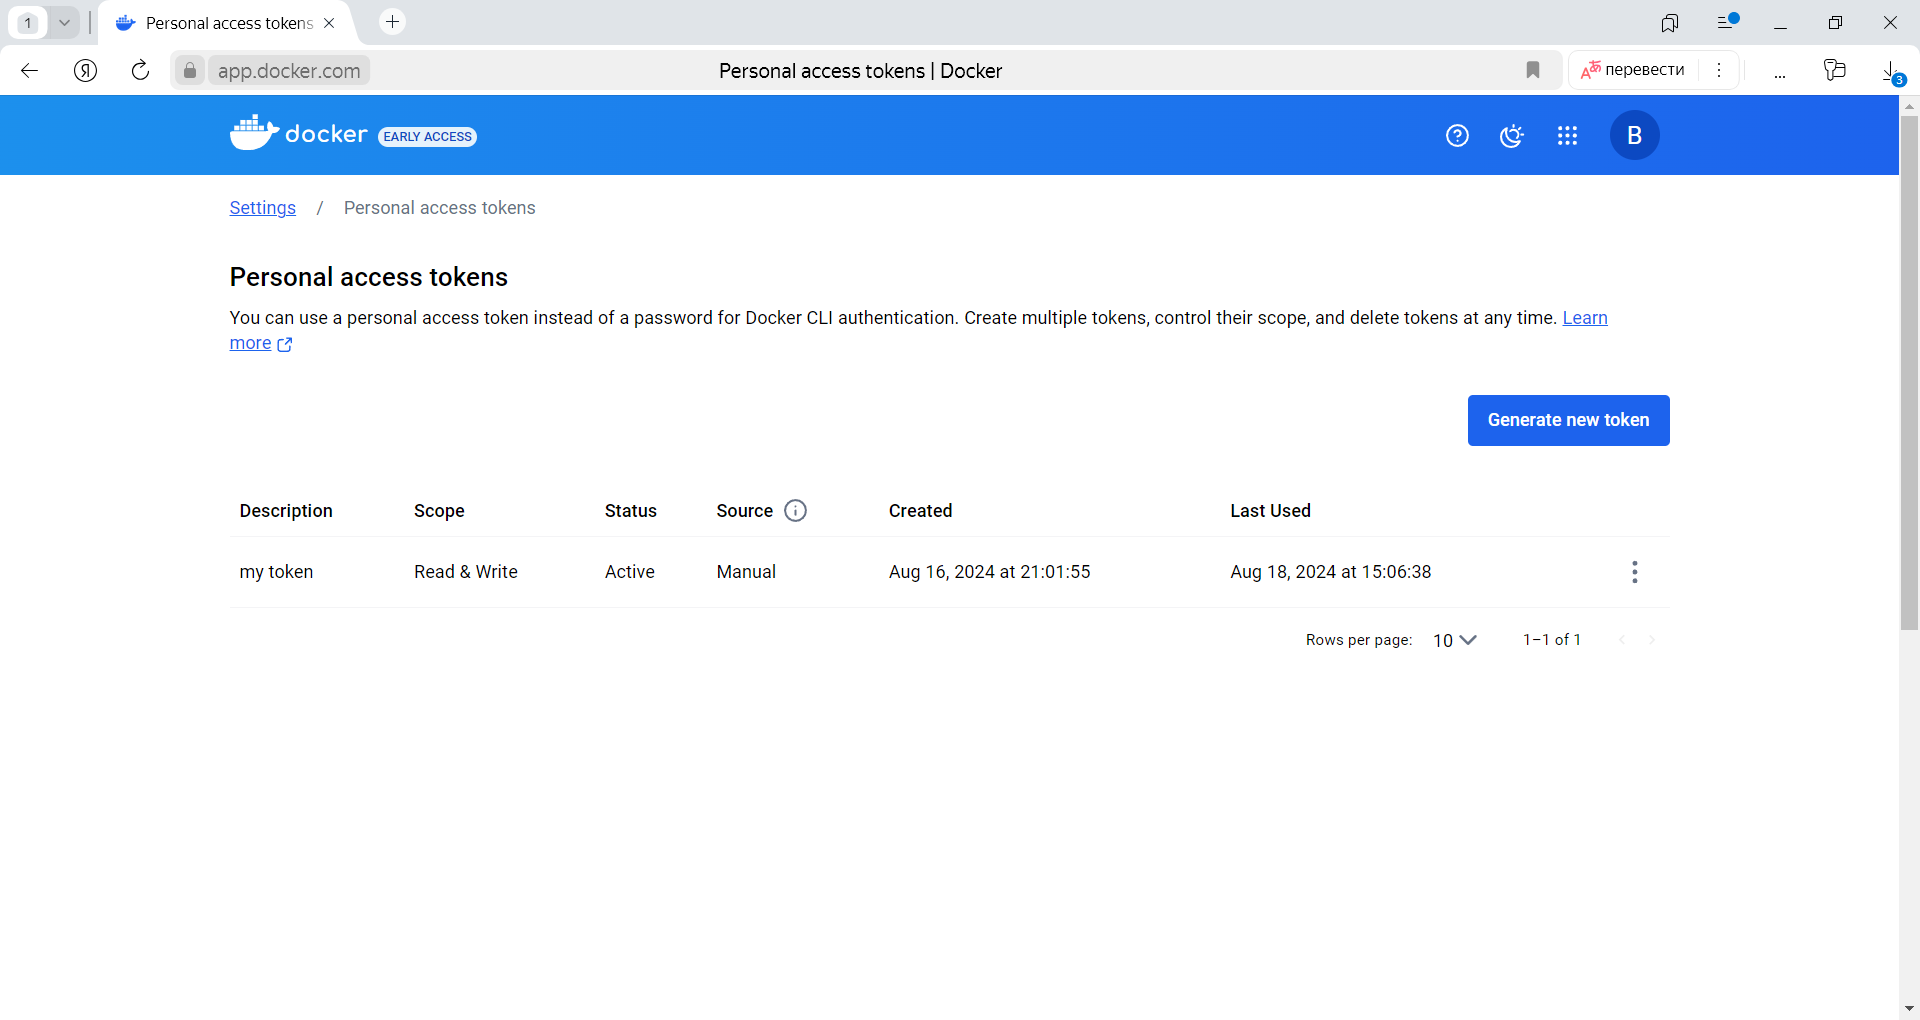 1
Personal access tokens
Я
app.docker.com
Personal access tokens | Docker
перевести
3
docker EARLY ACCESS
B
Settings / Personal access tokens
Personal access tokens
You can use a personal access token instead of a password for Docker CLI authentication. Create multiple tokens, control their scope, and delete tokens at any time. Learn
more
Generate new token
Description Scope Status Source Created Last Used
my token Read & Write Active Manual Aug 16, 2024 at 21:01:55 Aug 18, 2024 at 15:06:38
Rows per page: 10 1–1 of 1